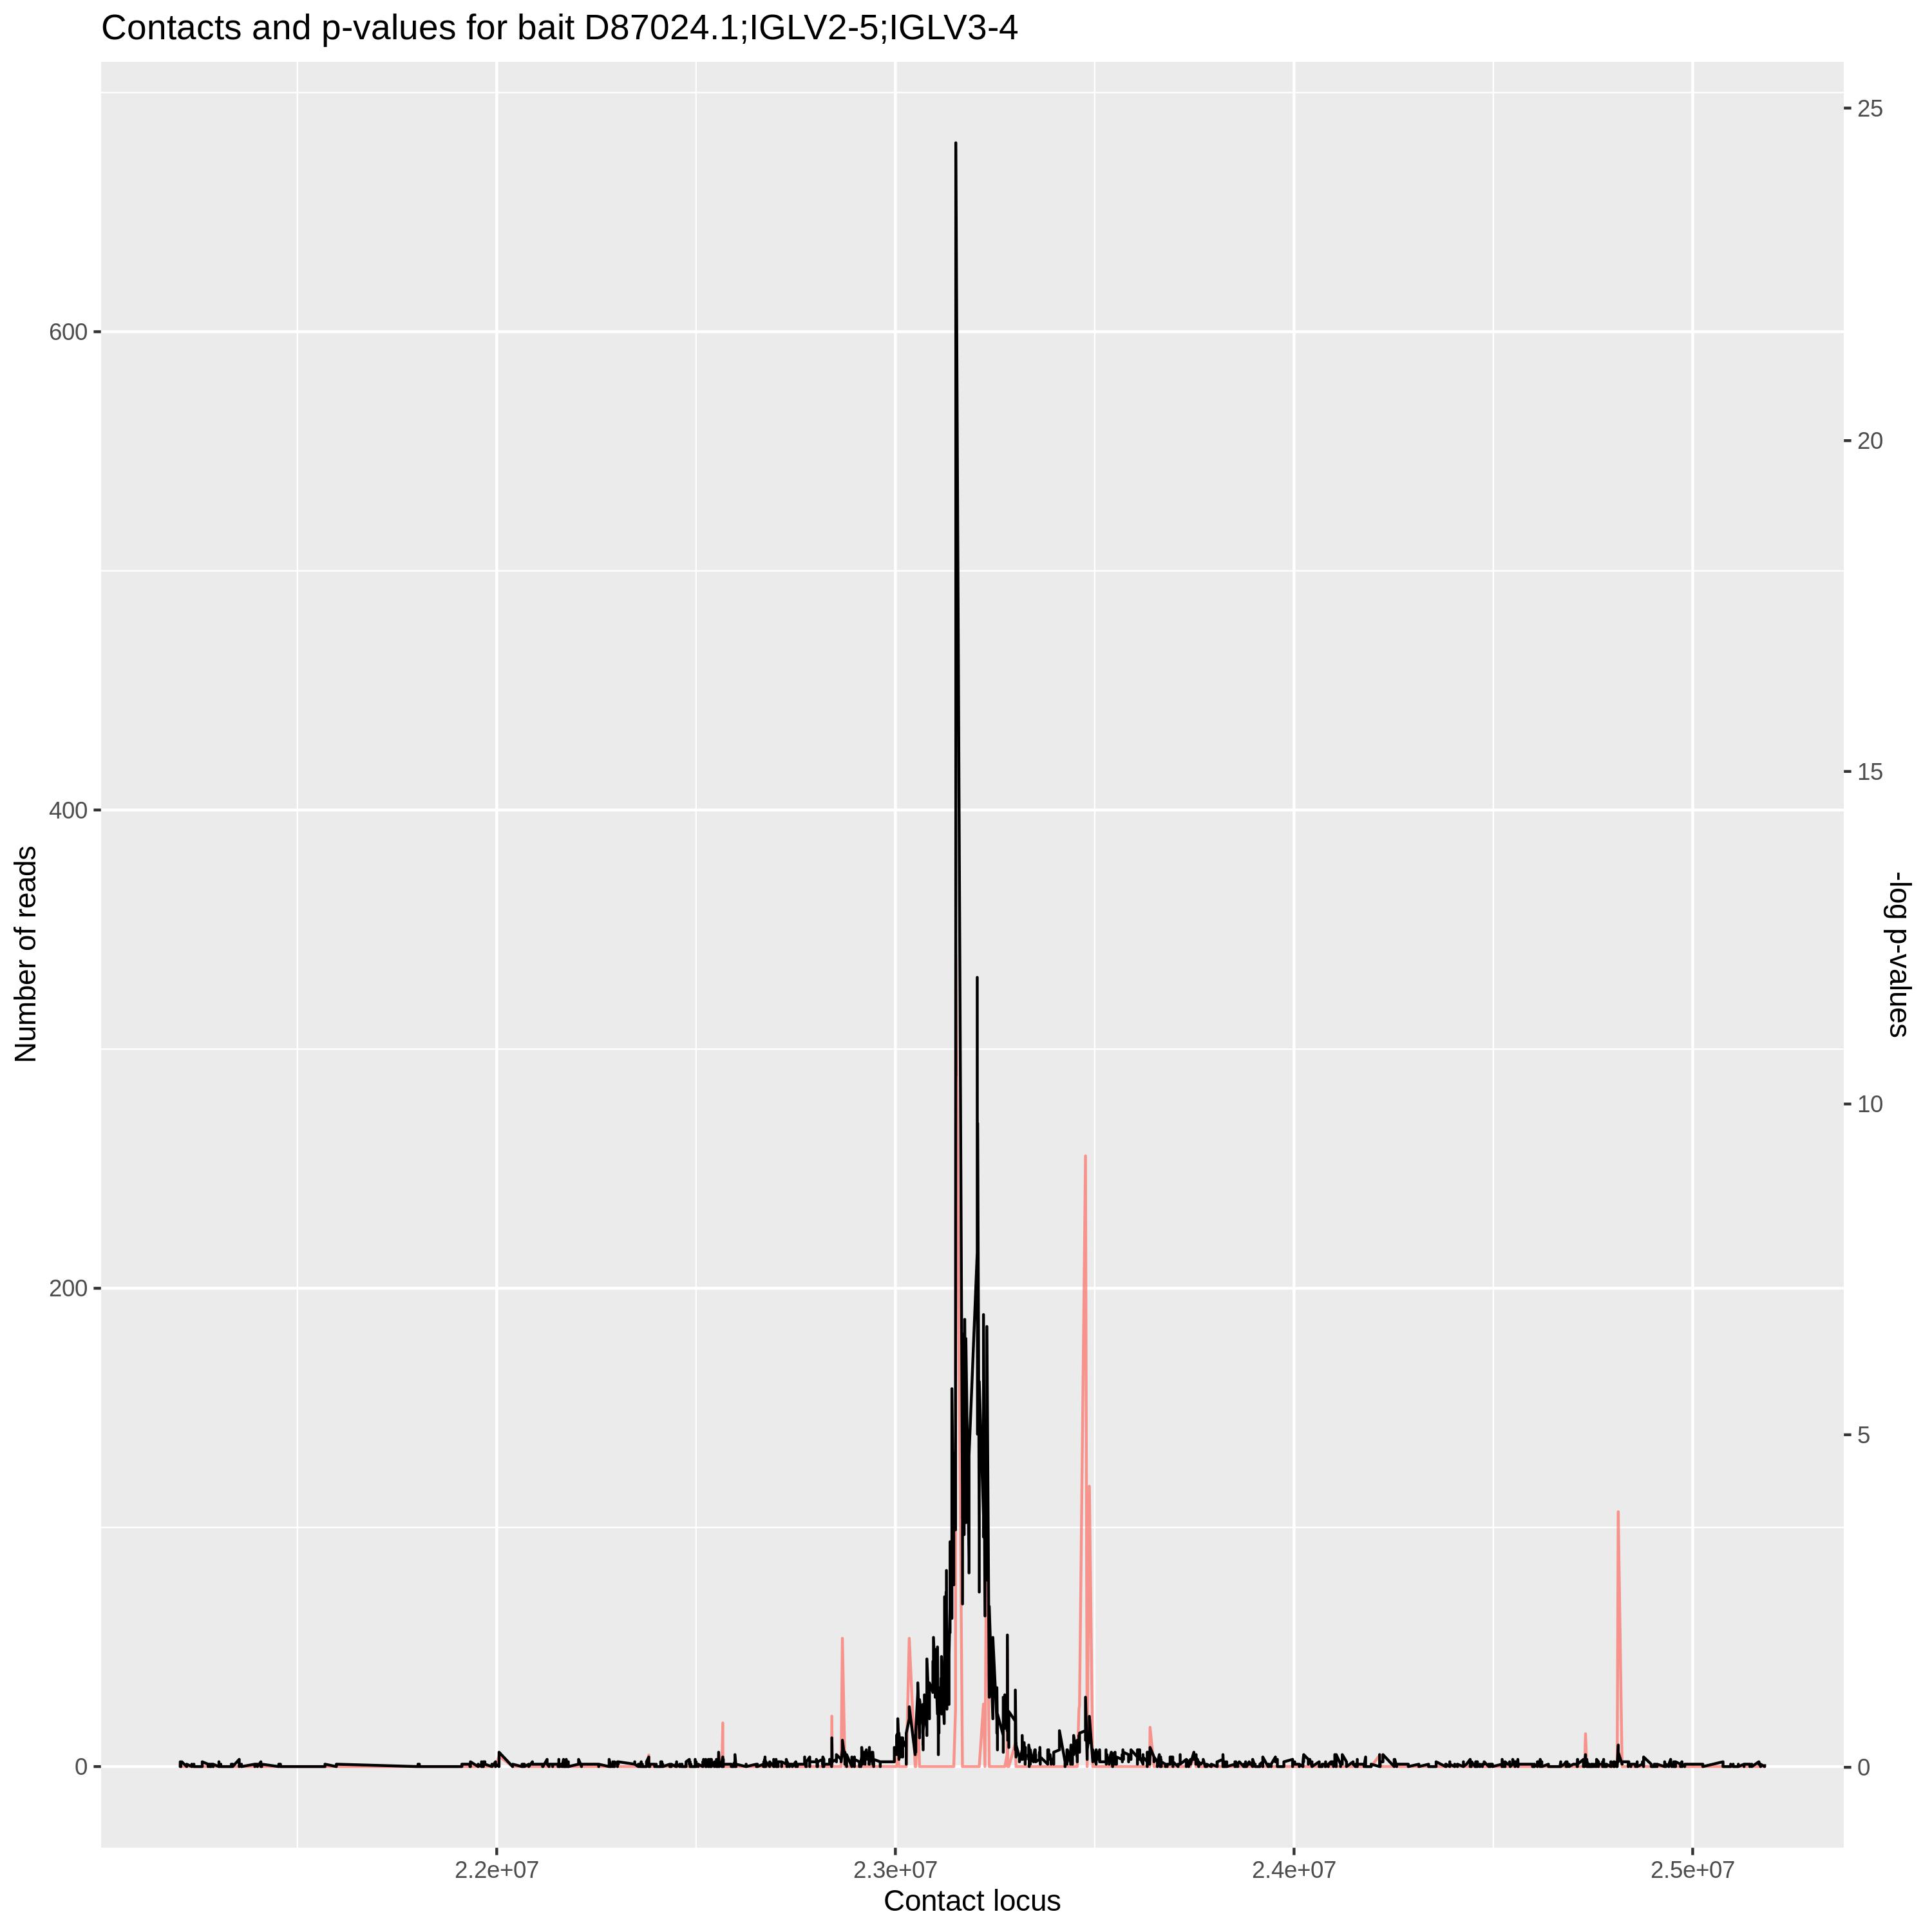 Contacts and p-values for bait D87024.1;IGLV2-5;IGLV3-4
Number of reads
600
400
200
0
25
20
15
10
5
0
-log p-values
2.2e+07
2.3e+07
2.4e+07
2.5e+07
Contact locus